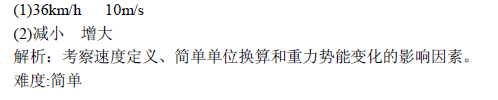 (1)36km/h 10m/s
(2)减小 增大
解析：考察速度定义、简单单位换算和重力势能变化的影响因素。
难度:简单